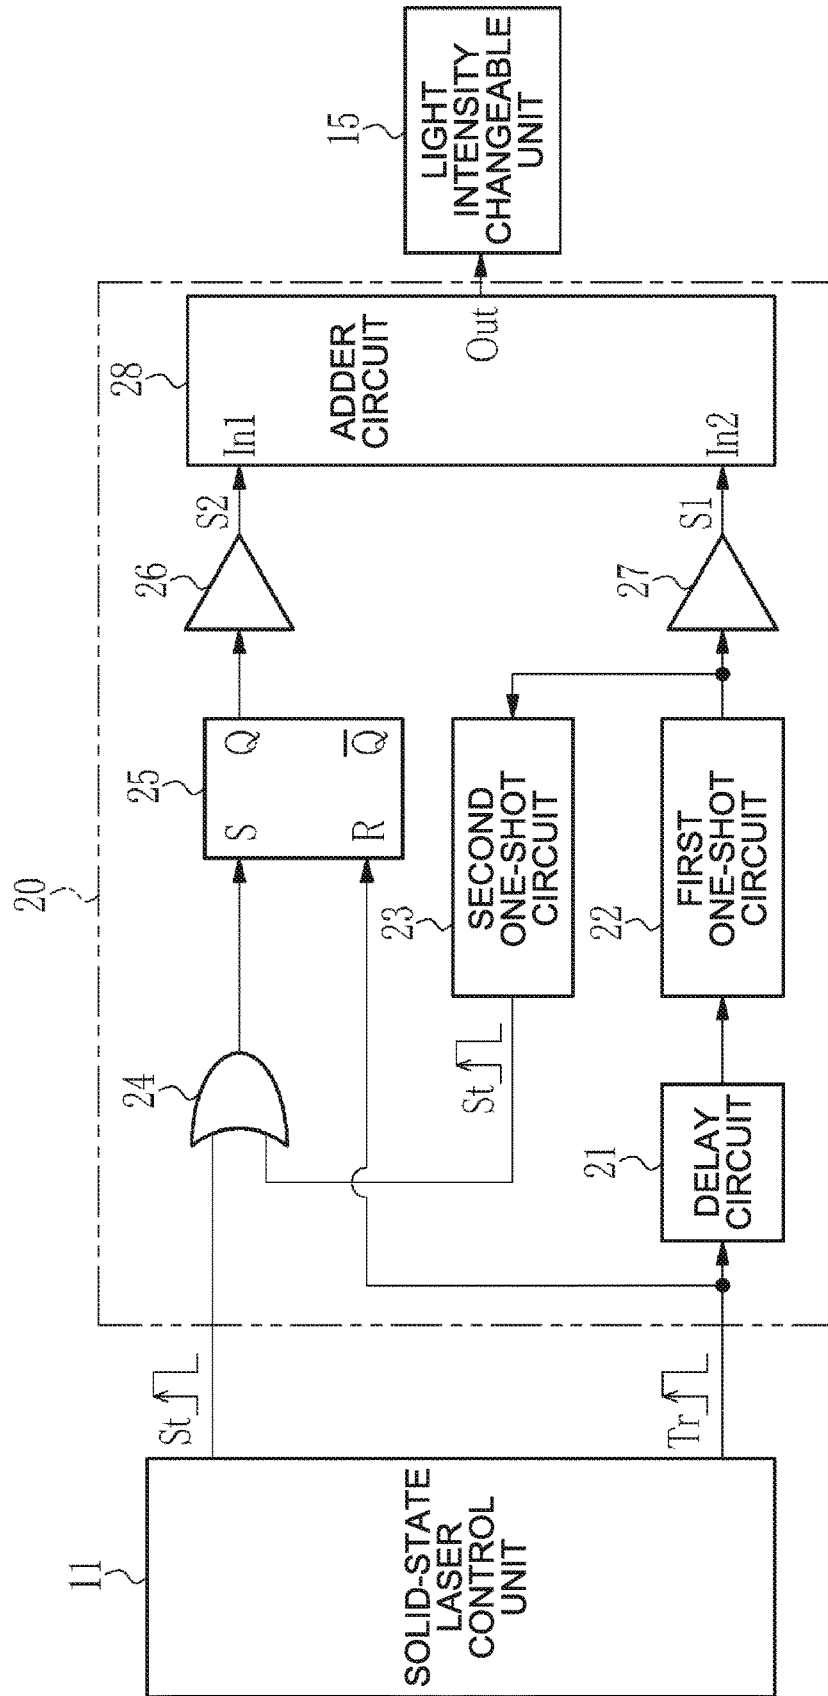 11
SOLID-STATE
LASER
CONTROL
UNIT
St
Tr
20
24
25
S
R
Q
Q̅
26
S2
28
In1
In2
Out
ADDER
CIRCUIT
15
LIGHT
INTENSITY
CHANGEABLE
UNIT
St
23
SECOND
ONE-SHOT
CIRCUIT
21
DELAY
CIRCUIT
22
FIRST
ONE-SHOT
CIRCUIT
27
S1